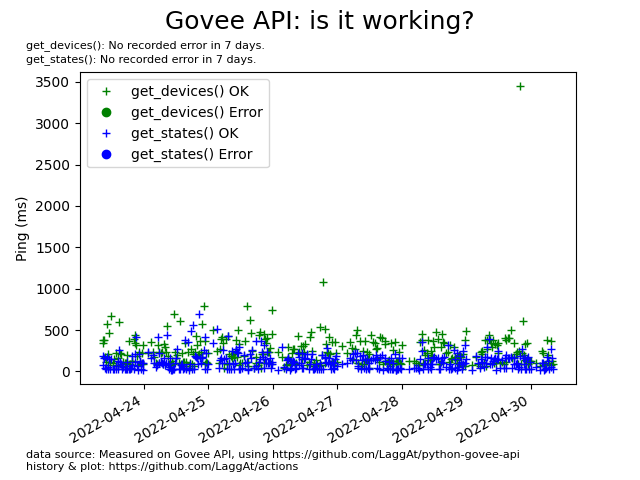 Govee API: is it working?
get_devices(): No recorded error in 7 days.
get_states(): No recorded error in 7 days.
get_devices() OK
get_devices() Error
get_states() OK
get_states() Error
Ping (ms)
3500
3000
2500
2000
1500
1000
500
0
2022-04-24
2022-04-25
2022-04-26
2022-04-27
2022-04-28
2022-04-29
2022-04-30
data source: Measured on Govee API, using https://github.com/LaggAt/python-govee-api
history & plot: https://github.com/LaggAt/actions